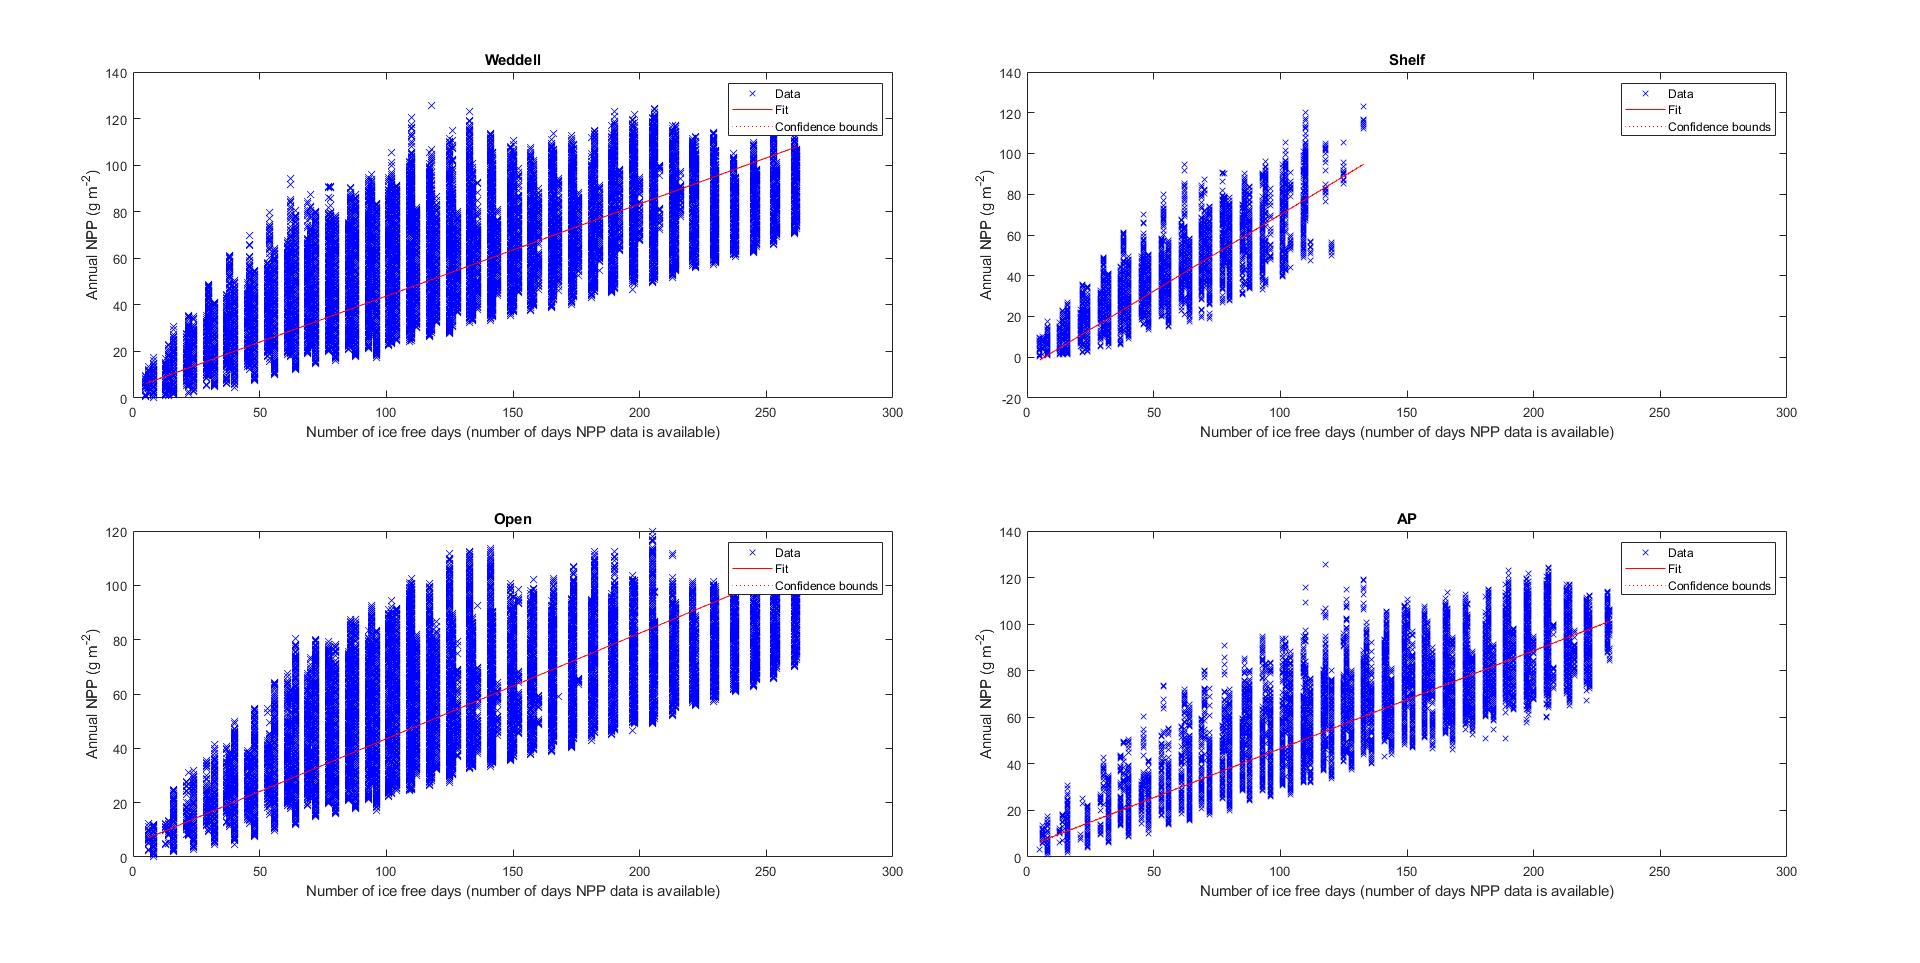 Weddell
140
120
100
80
60
40
20
0
Annual NPP (g m-2)
0 50 100 150 200 250 300
Number of ice free days (number of days NPP data is available)
Data
Fit
Confidence bounds
Shelf
140
120
100
80
60
40
20
0
-20
Annual NPP (g m-2)
0 50 100 150 200 250 300
Number of ice free days (number of days NPP data is available)
Data
Fit
Confidence bounds
Open
120
100
80
60
40
20
0
Annual NPP (g m-2)
0 50 100 150 200 250 300
Number of ice free days (number of days NPP data is available)
Data
Fit
Confidence bounds
AP
140
120
100
80
60
40
20
0
Annual NPP (g m-2)
0 50 100 150 200 250 300
Number of ice free days (number of days NPP data is available)
Data
Fit
Confidence bounds